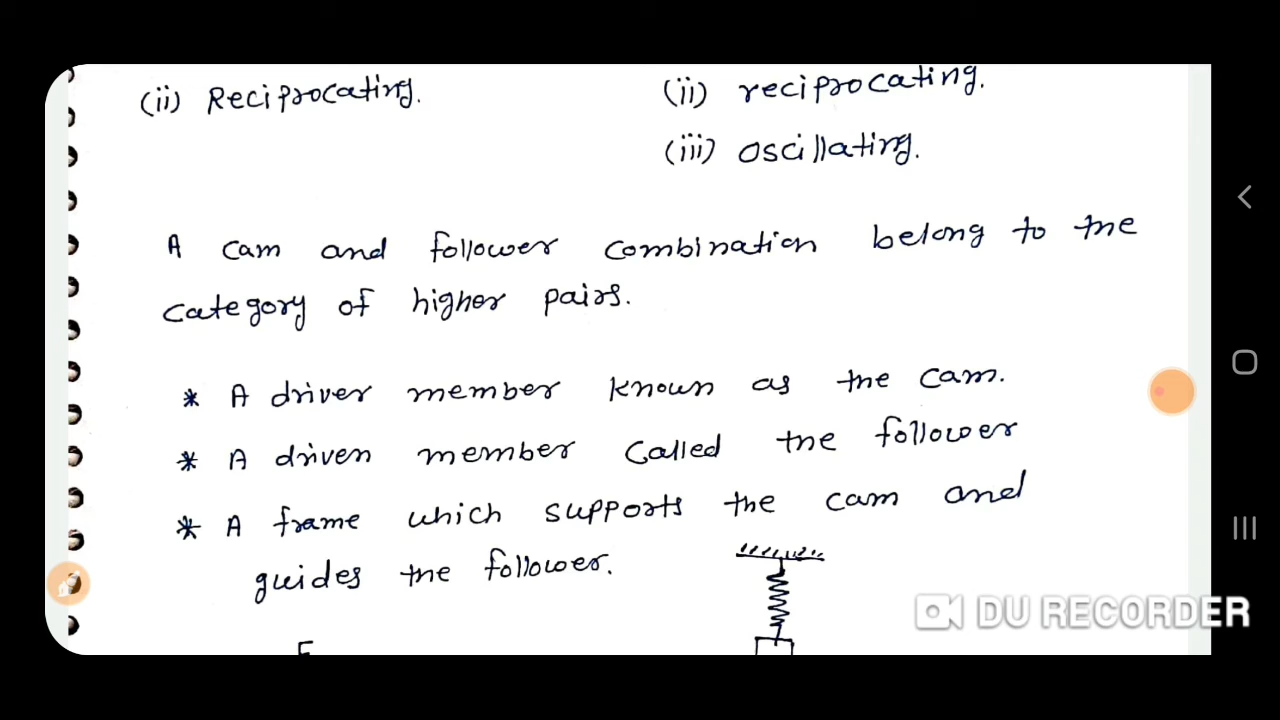 (ii) Reciprocating.
(ii) reciprocating.
(iii) oscillating.
A cam and follower combination belong to the
category of higher pairs.
* A driver member known as the cam.
* A driven member called the follower
* A frame which supports the cam and
guides the follower.
DU RECORDER